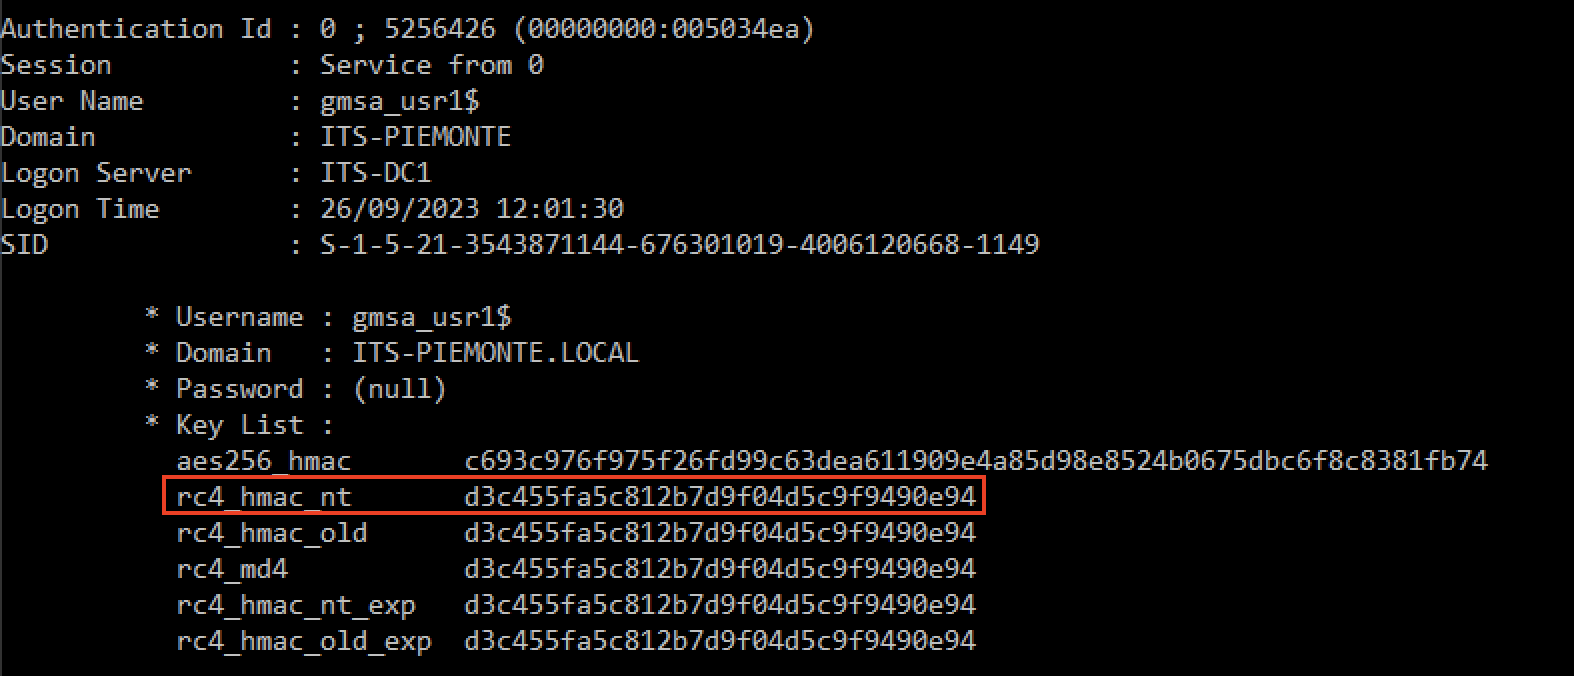 Authentication Id : 0 ; 5256426 (00000000:005034ea)
Session           : Service from 0
User Name         : gmsa_usr1$
Domain            : ITS-PIEMONTE
Logon Server      : ITS-DC1
Logon Time        : 26/09/2023 12:01:30
SID               : S-1-5-21-3543871144-676301019-4006120668-1149
* Username : gmsa_usr1$
* Domain   : ITS-PIEMONTE.LOCAL
* Password : (null)
* Key List :
aes256_hmac       c693c976f975f26fd99c63dea611909e4a85d98e8524b0675dbc6f8c8381fb74
rc4_hmac_nt       d3c455fa5c812b7d9f04d5c9f9490e94
rc4_hmac_old      d3c455fa5c812b7d9f04d5c9f9490e94
rc4_md4           d3c455fa5c812b7d9f04d5c9f9490e94
rc4_hmac_nt_exp   d3c455fa5c812b7d9f04d5c9f9490e94
rc4_hmac_old_exp  d3c455fa5c812b7d9f04d5c9f9490e94